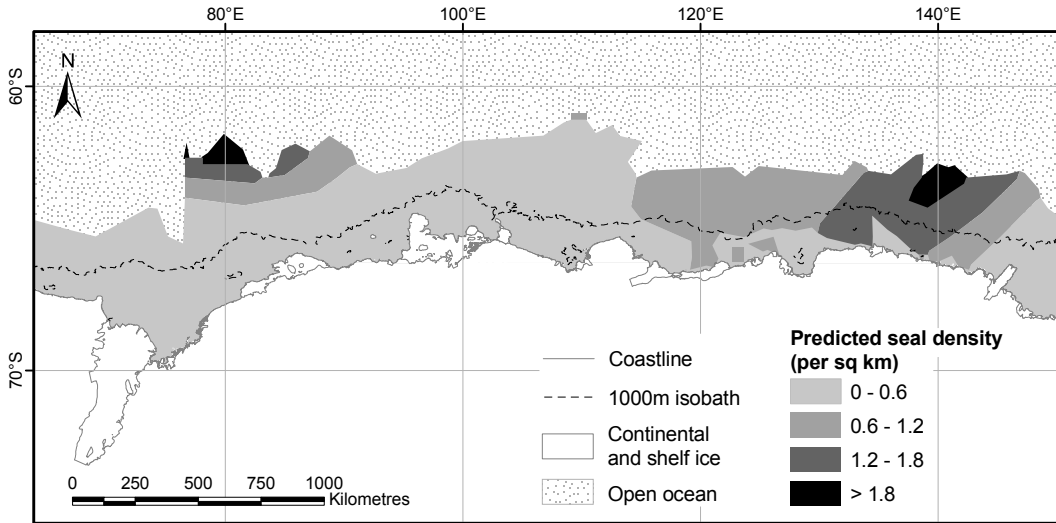 80°E
100°E
120°E
140°E
N
60°S
70°S
Coastline
1000m isobath
Continental
and shelf ice
Open ocean
Predicted seal density
(per sq km)
0 - 0.6
0.6 - 1.2
1.2 - 1.8
> 1.8
0 250 500 750 1000
Kilometres